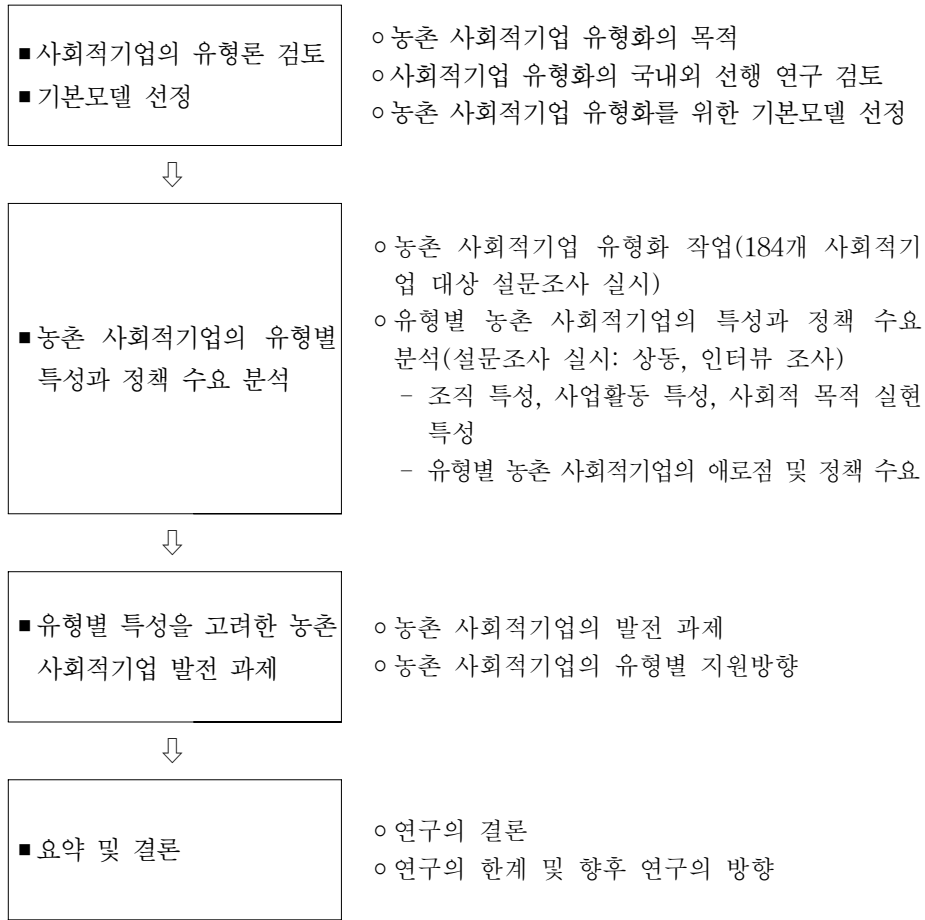 ■ 사회적기업의 유형론 검토
■ 기본모델 선정
○ 농촌 사회적기업 유형화의 목적
○ 사회적기업 유형화의 국내외 선행 연구 검토
○ 농촌 사회적기업 유형화를 위한 기본모델 선정
⇩
■ 농촌 사회적기업의 유형별
특성과 정책 수요 분석
○ 농촌 사회적기업 유형화 작업(184개 사회적기
업 대상 설문조사 실시)
○ 유형별 농촌 사회적기업의 특성과 정책 수요
분석(설문조사 실시: 상동, 인터뷰 조사)
- 조직 특성, 사업활동 특성, 사회적 목적 실현
특성
- 유형별 농촌 사회적기업의 애로점 및 정책 수요
⇩
■ 유형별 특성을 고려한 농촌
사회적기업 발전 과제
○ 농촌 사회적기업의 발전 과제
○ 농촌 사회적기업의 유형별 지원방향
⇩
■ 요약 및 결론
○ 연구의 결론
○ 연구의 한계 및 향후 연구의 방향